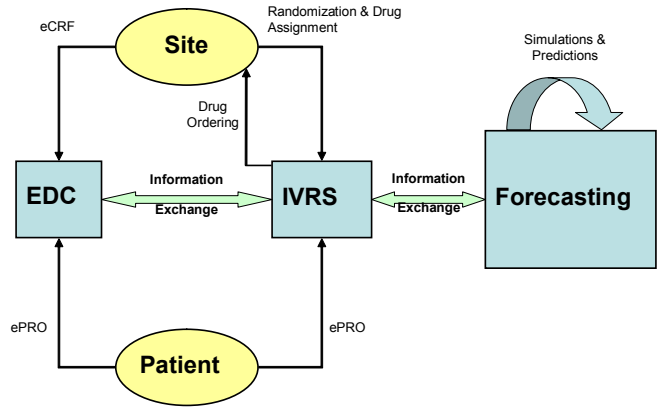 eCRF
Site
Randomization & Drug
Assignment
Simulations &
Predictions
Drug
Ordering
EDC
Information
Exchange
IVRS
Information
Exchange
Forecasting
ePRO
Patient
ePRO